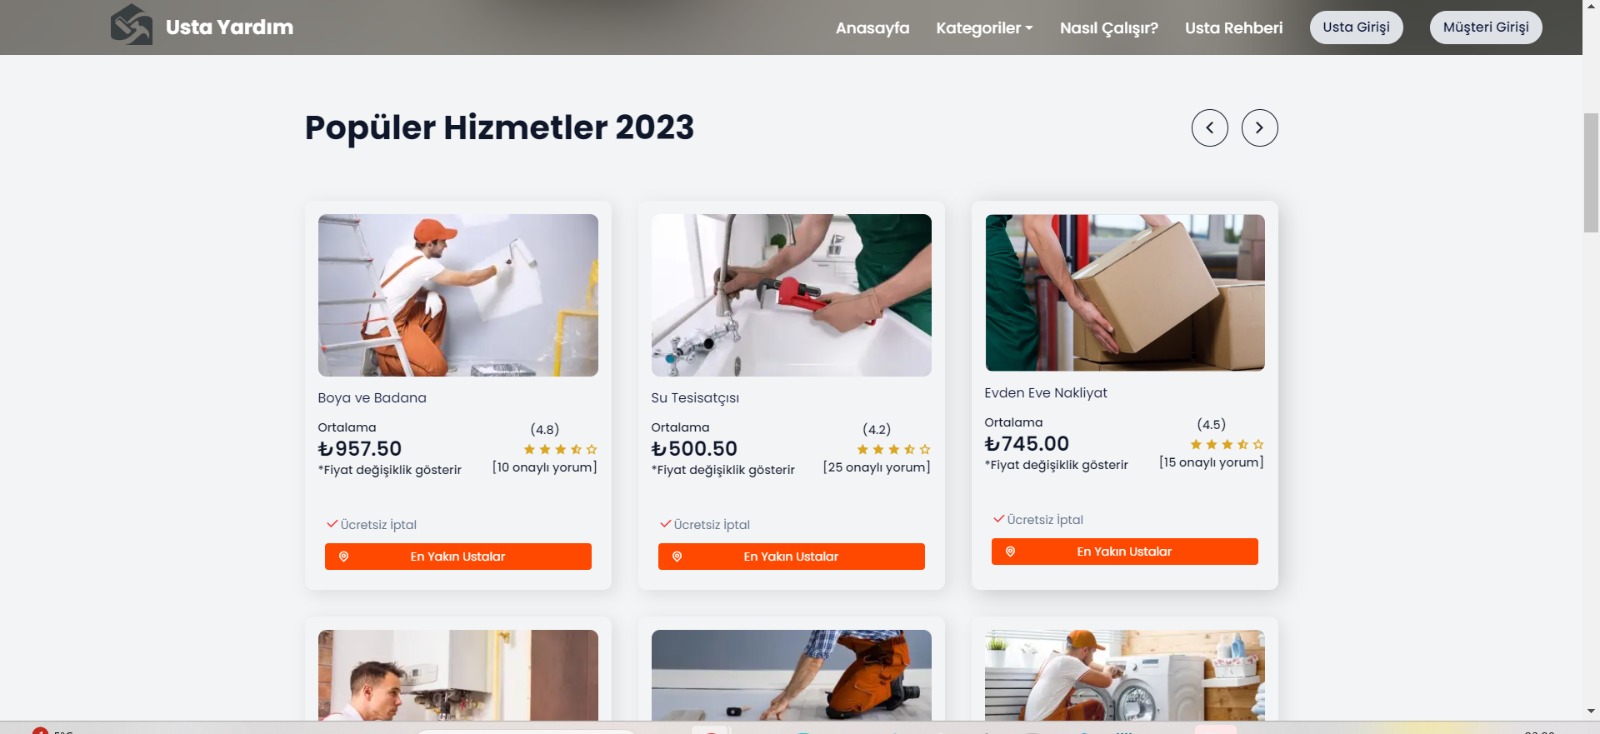 Usta Yardım
Anasayfa Kategoriler Nasıl Çalışır? Usta Rehberi Usta Girişi Müşteri Girişi
Popüler Hizmetler 2023
Boya ve Badana
Ortalama
(4.8)
₺957.50
*Fiyat değişiklik gösterir
[10 onaylı yorum]
Ücretsiz İptal
En Yakın Ustalar
Su Tesisatçısı
Ortalama
(4.2)
₺500.50
*Fiyat değişiklik gösterir
[25 onaylı yorum]
Ücretsiz İptal
En Yakın Ustalar
Evden Eve Nakliyat
Ortalama
(4.5)
₺745.00
*Fiyat değişiklik gösterir
[15 onaylı yorum]
Ücretsiz İptal
En Yakın Ustalar